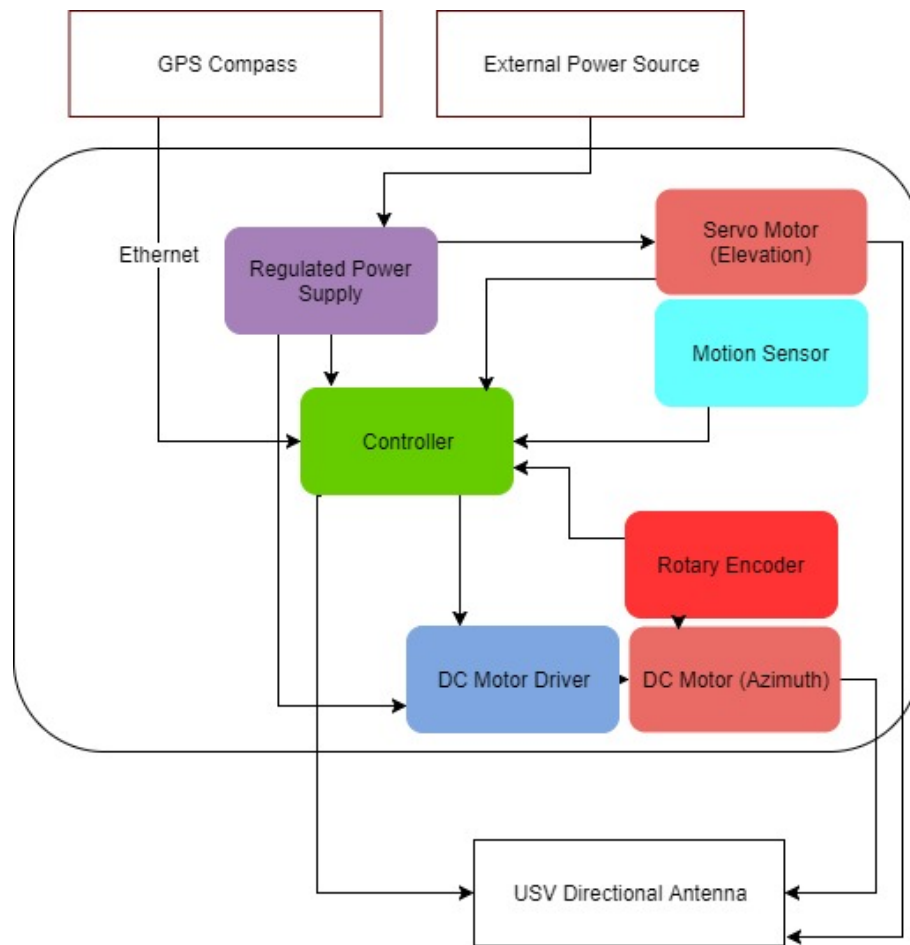 GPS Compass
External Power Source
Ethernet
Regulated Power
Supply
Servo Motor
(Elevation)
Motion Sensor
Controller
Rotary Encoder
DC Motor Driver
DC Motor (Azimuth)
USV Directional Antenna